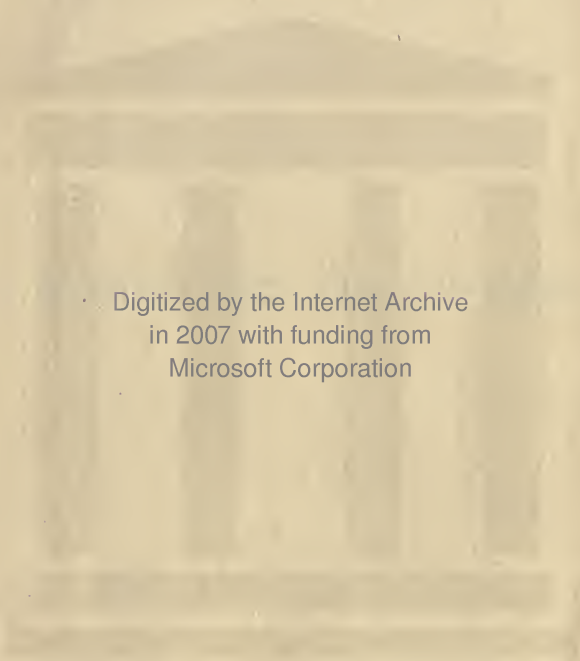 Digitized by the Internet Archive
in 2007 with funding from
Microsoft Corporation